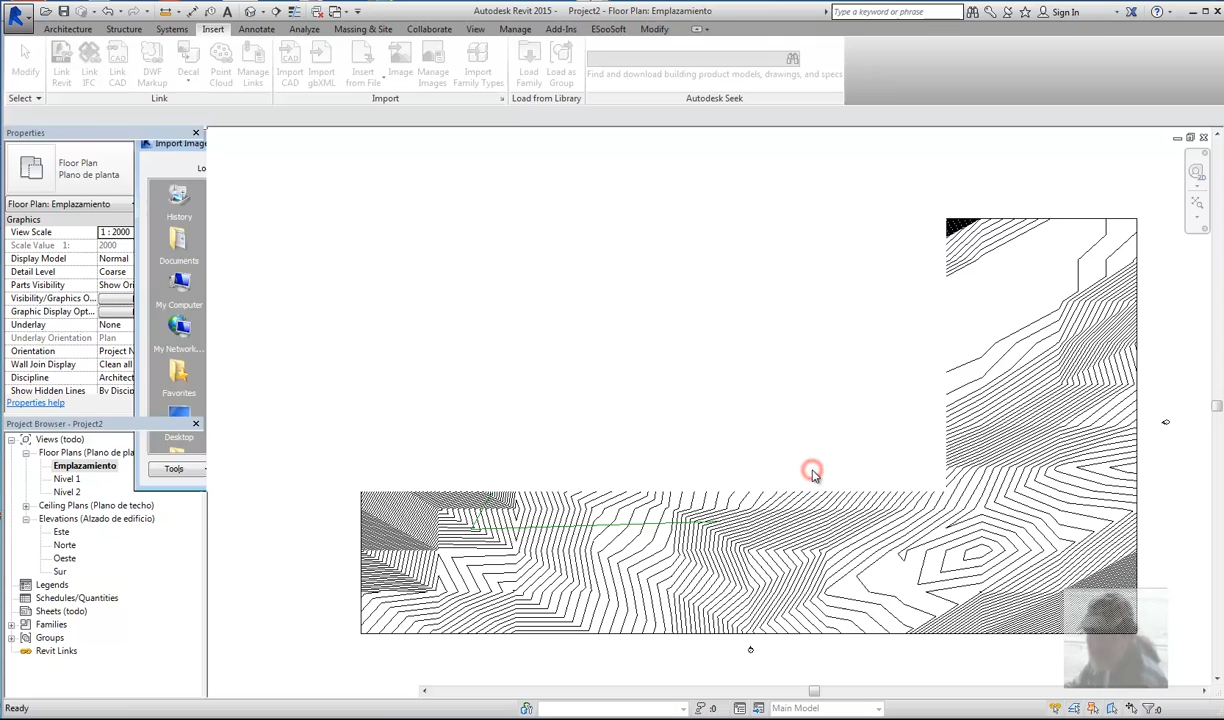 Autodesk Revit 2015 - Project2 - Floor Plan: Emplazamiento
Type a keyword or phrase
Sign In
Architecture Structure Systems Insert Annotate Analyze Massing & Site Collaborate View Manage Add-Ins ESooSoft Modify
Modify
Link Revit
Link IFC
Link CAD
DWF Markup
Decal
Point Cloud
Manage Links
Import CAD
Import gbXML
Insert from File
Image
Manage Images
Import Family Types
Load Family
Load as Group
Find and download building product models, drawings, and specs
Select
Link
Import
Load from Library
Autodesk Seek
Properties
Floor Plan
Plano de planta
Floor Plan: Emplazamiento
Graphics
View Scale 1 : 2000
Scale Value 1: 2000
Display Model Normal
Detail Level Coarse
Parts Visibility Show Ori
Visibility/Graphics O...
Graphic Display Opt...
Underlay None
Underlay Orientation Plan
Orientation Project N
Wall Join Display Clean all
Discipline Architect
Show Hidden Lines By Discip
Properties help
Import Image
Lo
History
Documents
My Computer
My Network...
Favorites
Desktop
Tools
Project Browser - Project2
Views (todo)
Floor Plans (Plano de pla
Emplazamiento
Nivel 1
Nivel 2
Ceiling Plans (Plano de techo)
Elevations (Alzado de edificio)
Este
Norte
Oeste
Sur
Legends
Schedules/Quantities
Sheets (todo)
Families
Groups
Revit Links
2D
Ready
:0
Main Model
:0